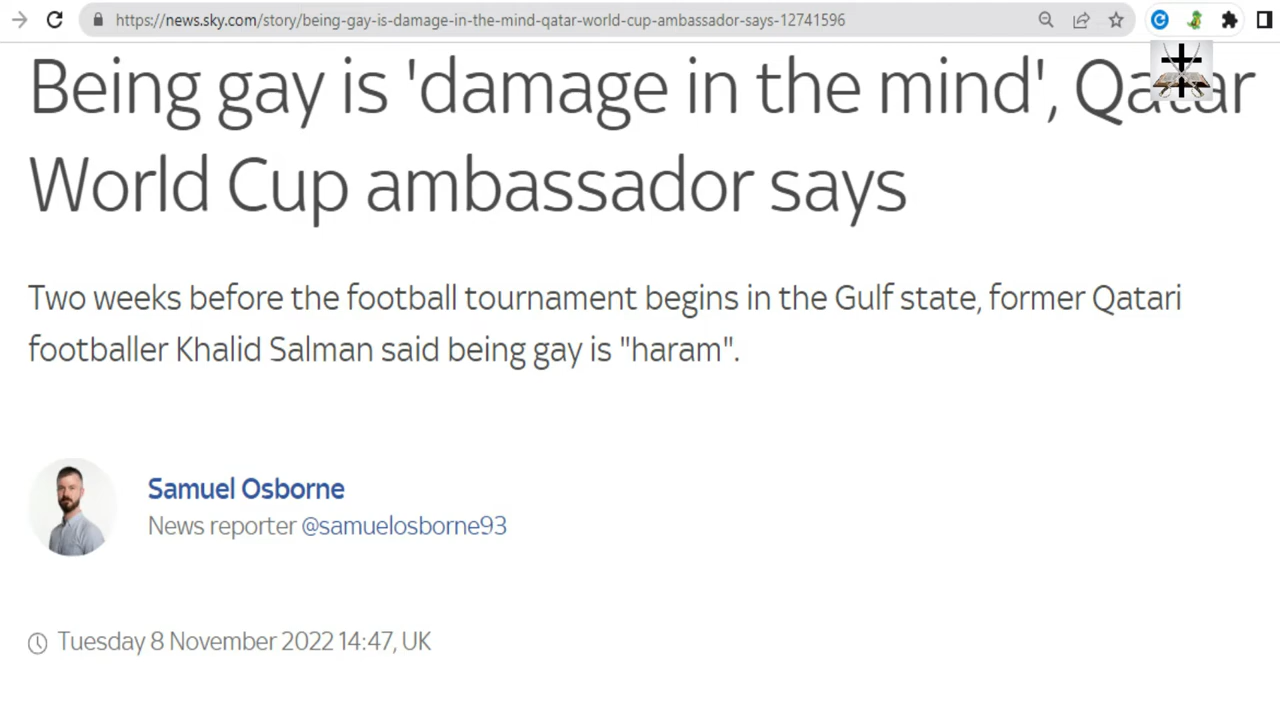 https://news.sky.com/story/being-gay-is-damage-in-the-mind-qatar-world-cup-ambassador-says-12741596
Being gay is 'damage in the mind', Qatar
World Cup ambassador says
Two weeks before the football tournament begins in the Gulf state, former Qatari
footballer Khalid Salman said being gay is "haram".
Samuel Osborne
News reporter @samuelosborne93
Tuesday 8 November 2022 14:47, UK